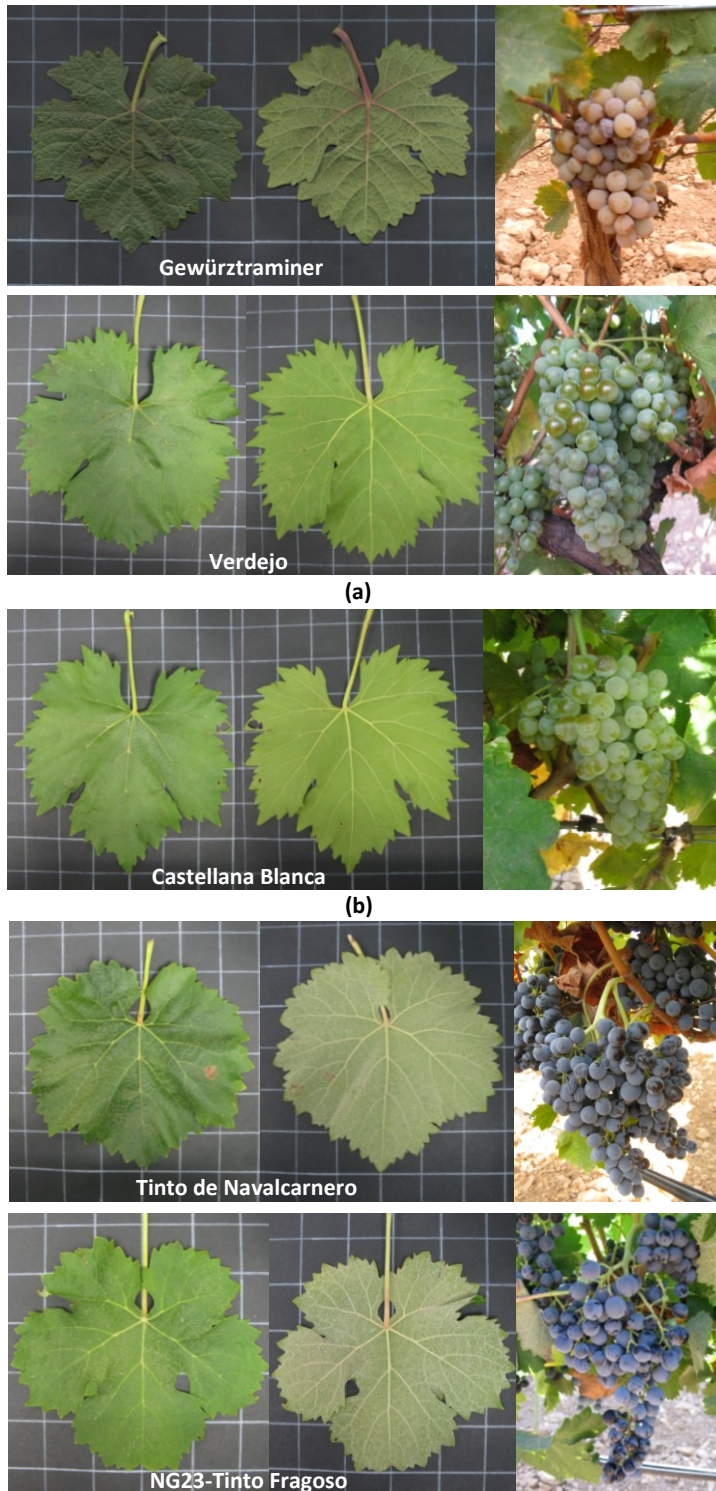 Gewürztraminer
Verdejo
(a)
Castellana Blanca
(b)
Tinto de Navalcarnero
NG23-Tinto Fragoso